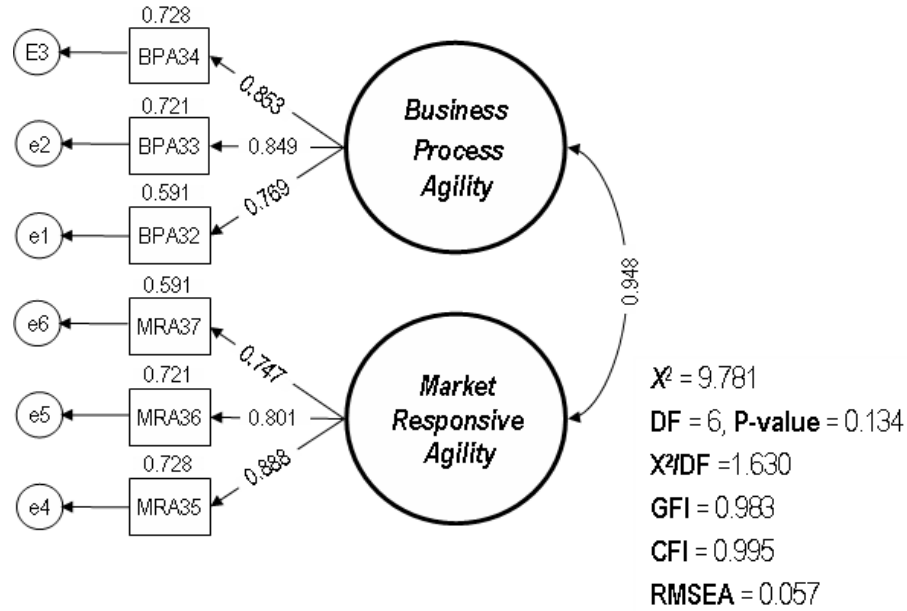 0.728
E3
BPA34
0.853
0.721
e2
BPA33
0.849
0.591
e1
BPA32
0.769
Business
Process
Agility
0.591
e6
MRA37
0.747
0.721
e5
MRA36
0.801
0.728
e4
MRA35
0.888
Market
Responsive
Agility
0.948
X² = 9.781
DF = 6, P-value = 0.134
X²/DF =1.630
GFI = 0.983
CFI = 0.995
RMSEA = 0.057